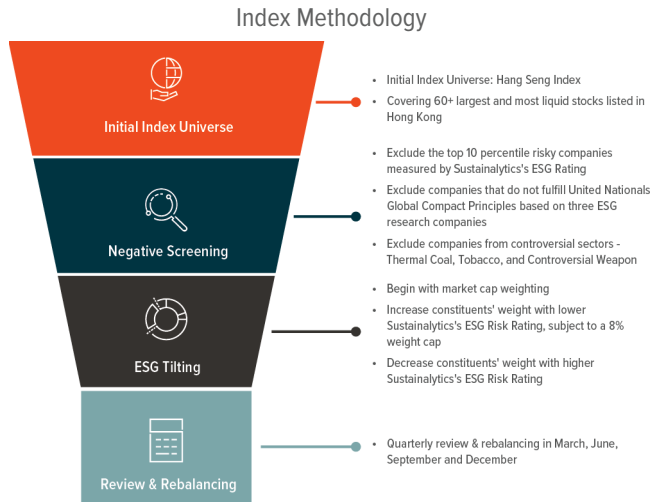 Index Methodology
Initial Index Universe
• Initial Index Universe: Hang Seng Index
• Covering 60+ largest and most liquid stocks listed in
Hong Kong
Negative Screening
• Exclude the top 10 percentile risky companies
measured by Sustainalytics's ESG Rating
• Exclude companies that do not fulfill United Nationals
Global Compact Principles based on three ESG
research companies
• Exclude companies from controversial sectors -
Thermal Coal, Tobacco, and Controversial Weapon
ESG Tilting
• Begin with market cap weighting
• Increase constituents' weight with lower
Sustainalytics's ESG Risk Rating, subject to a 8%
weight cap
• Decrease constituents' weight with higher
Sustainalytics's ESG Risk Rating
Review & Rebalancing
• Quarterly review & rebalancing in March, June,
September and December